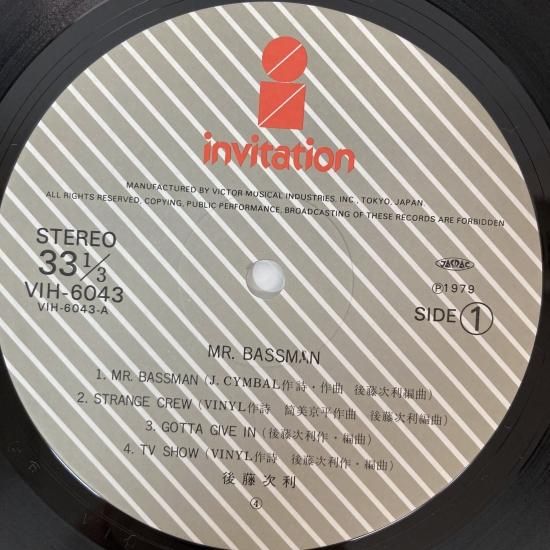 invitation
MANUFACTURED BY VICTOR MUSICAL INDUSTRIES, INC., TOKYO, JAPAN.
ALL RIGHTS RESERVED, COPYING, PUBLIC PERFORMANCE, BROADCASTING OF THESE RECORDS ARE FORBIDDEN
STEREO
33 1/3
VIH-6043
VIH-6043-A
JASRAC
Ⓟ1979
SIDE ①
MR. BASSMAN
1. MR. BASSMAN (J. CYMBAL作詩・作曲 後藤次利編曲)
2. STRANGE CREW (VINYL作詩 筒美京平作曲 後藤次利編曲)
3. GOTTA GIVE IN (後藤次利作・編曲)
4. TV SHOW (VINYL作詩 後藤次利作・編曲)
後藤次利
④